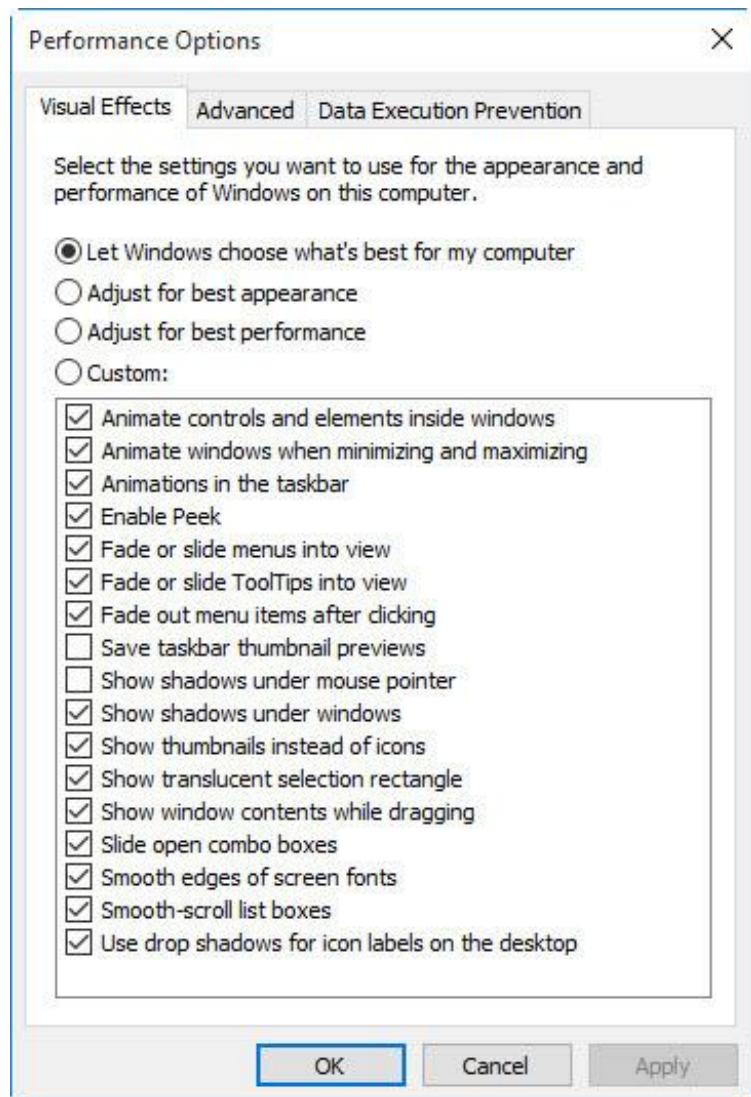 Performance Options
Visual Effects
Advanced
Data Execution Prevention
Select the settings you want to use for the appearance and
performance of Windows on this computer.
Let Windows choose what's best for my computer
Adjust for best appearance
Adjust for best performance
Custom:
Animate controls and elements inside windows
Animate windows when minimizing and maximizing
Animations in the taskbar
Enable Peek
Fade or slide menus into view
Fade or slide ToolTips into view
Fade out menu items after clicking
Save taskbar thumbnail previews
Show shadows under mouse pointer
Show shadows under windows
Show thumbnails instead of icons
Show translucent selection rectangle
Show window contents while dragging
Slide open combo boxes
Smooth edges of screen fonts
Smooth-scroll list boxes
Use drop shadows for icon labels on the desktop
OK
Cancel
Apply